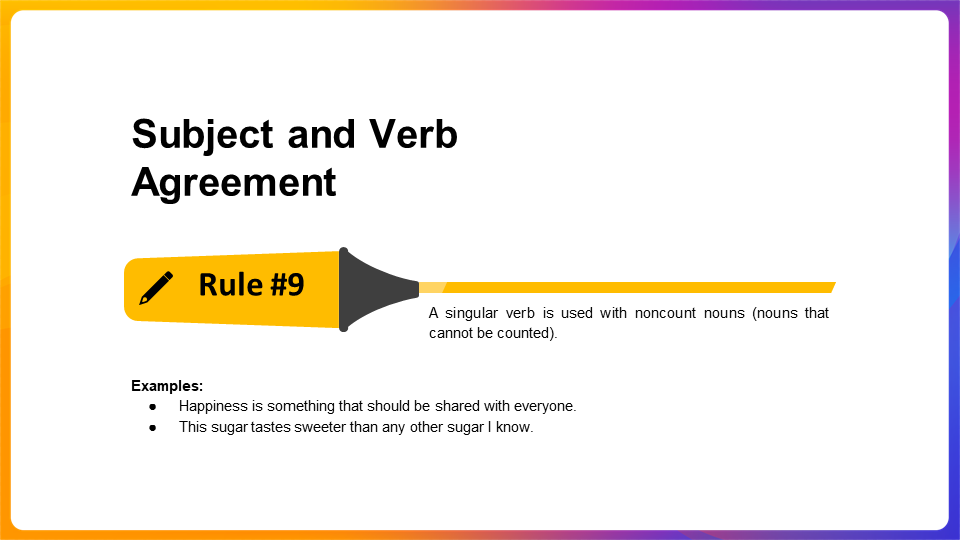 Subject and Verb
Agreement
Rule #9
A singular verb is used with noncount nouns (nouns that
cannot be counted).
Examples:
● Happiness is something that should be shared with everyone.
● This sugar tastes sweeter than any other sugar I know.